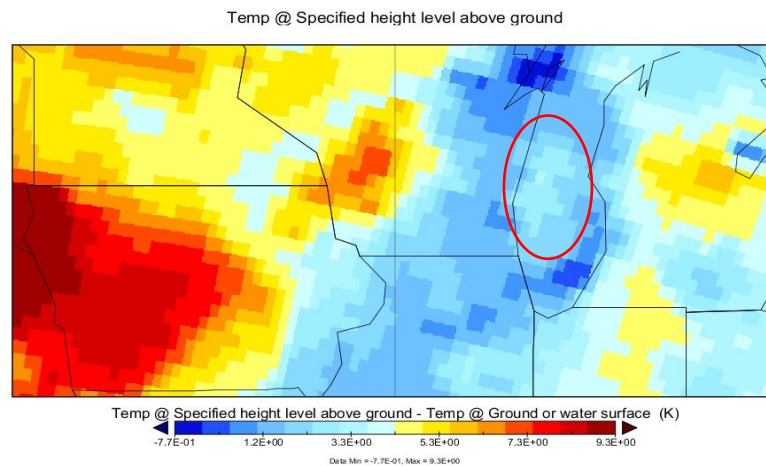 Temp @ Specified height level above ground
Temp @ Specified height level above ground - Temp @ Ground or water surface (K)
-7.7E-01 1.2E+00 3.3E+00 5.3E+00 7.3E+00 9.3E+00
Data Min = -7.7E-01, Max = 9.3E+00